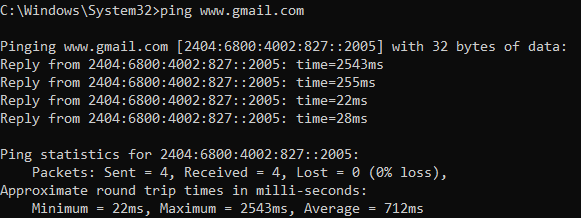 C:\Windows\System32>ping www.gmail.com
Pinging www.gmail.com [2404:6800:4002:827::2005] with 32 bytes of data:
Reply from 2404:6800:4002:827::2005: time=2543ms
Reply from 2404:6800:4002:827::2005: time=255ms
Reply from 2404:6800:4002:827::2005: time=22ms
Reply from 2404:6800:4002:827::2005: time=28ms
Ping statistics for 2404:6800:4002:827::2005:
Packets: Sent = 4, Received = 4, Lost = 0 (0% loss),
Approximate round trip times in milli-seconds:
Minimum = 22ms, Maximum = 2543ms, Average = 712ms